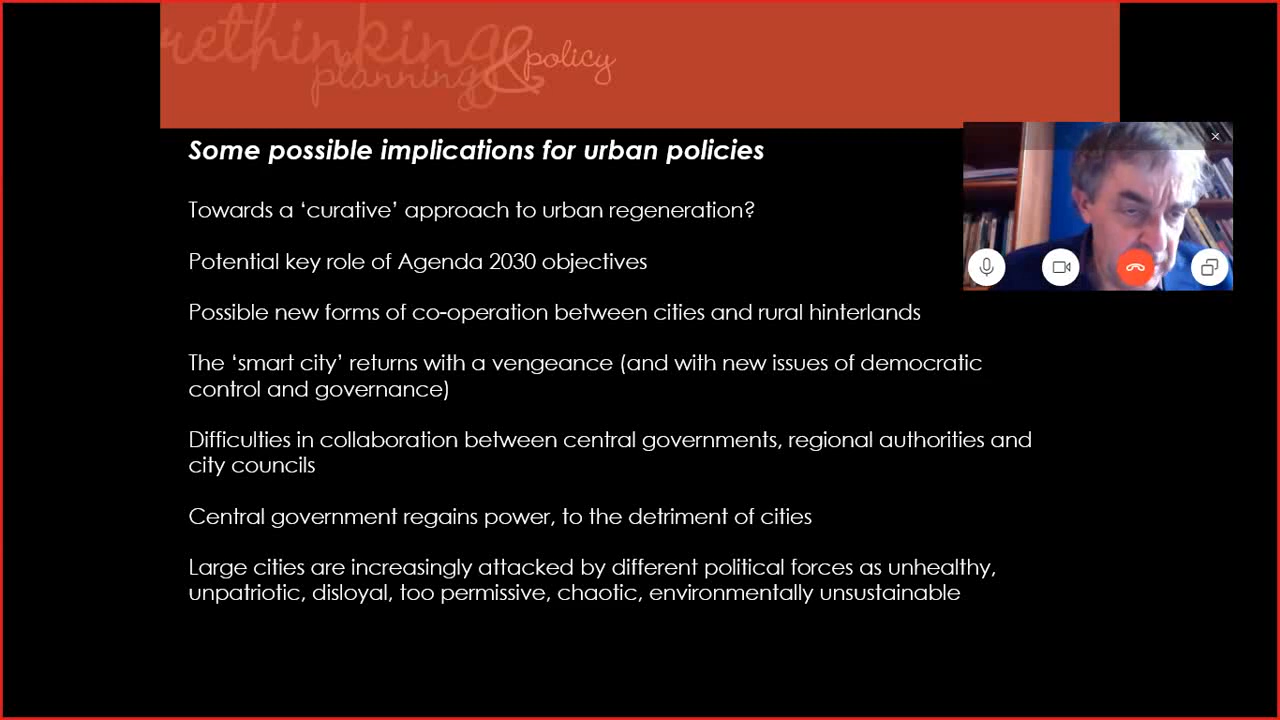 rethinking
planning & policy
Some possible implications for urban policies
Towards a ‘curative’ approach to urban regeneration?
Potential key role of Agenda 2030 objectives
Possible new forms of co-operation between cities and rural hinterlands
The ‘smart city’ returns with a vengeance (and with new issues of democratic
control and governance)
Difficulties in collaboration between central governments, regional authorities and
city councils
Central government regains power, to the detriment of cities
Large cities are increasingly attacked by different political forces as unhealthy,
unpatriotic, disloyal, too permissive, chaotic, environmentally unsustainable